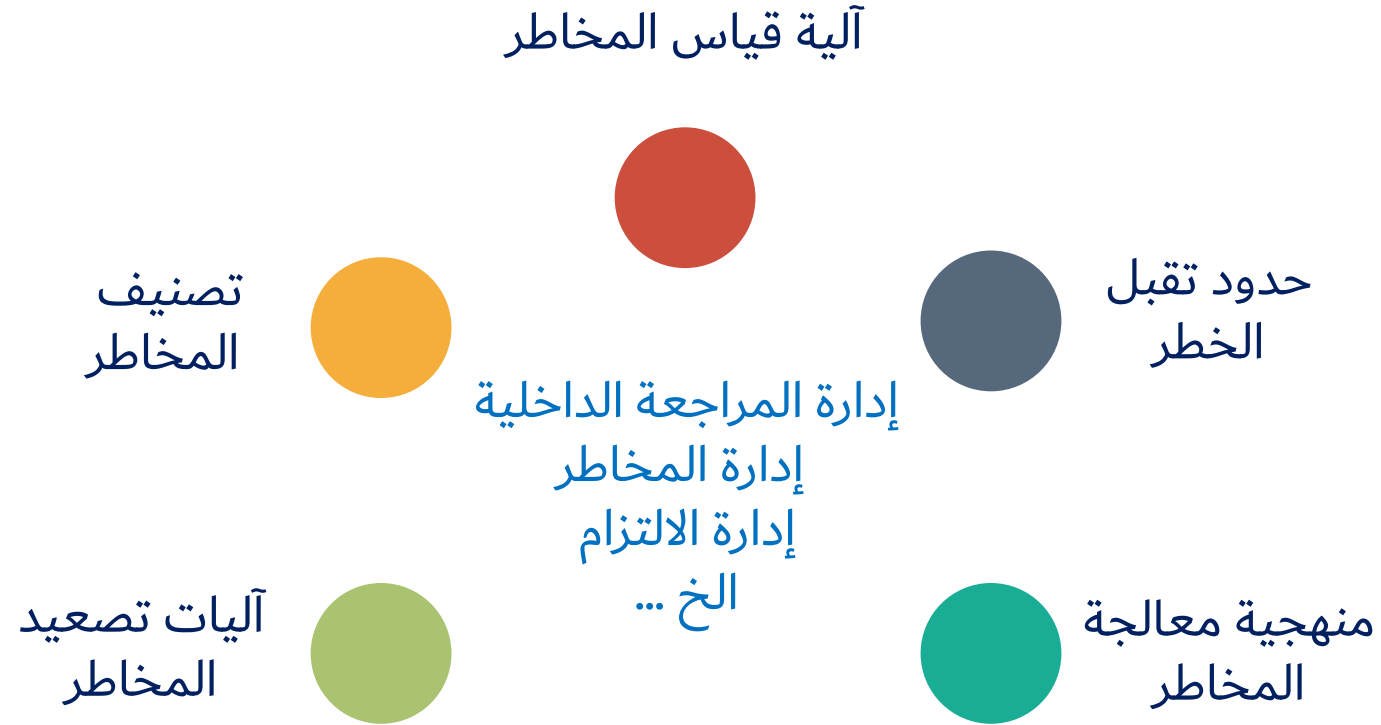 آلية قياس المخاطر
حدود تقبل
الخطر
تصنيف
المخاطر
إدارة المراجعة الداخلية
إدارة المخاطر
إدارة الالتزام
الخ ...
منهجية معالجة
المخاطر
آليات تصعيد
المخاطر